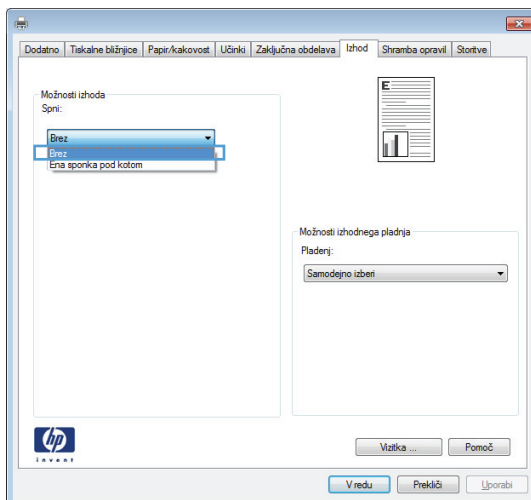 Dodatno Tiskalne bližnjice Papir/kakovost Učinki Zaključna obdelava Izhod Shramba opravil Storitve
Možnosti izhoda
Spni:
Brez
Brez
Ena sponka pod kotom
E
Možnosti izhodnega pladnja
Pladenj:
Samodejno izberi
hp
invent
Vizitka ... Pomoč
V redu Prekliči Uporabi